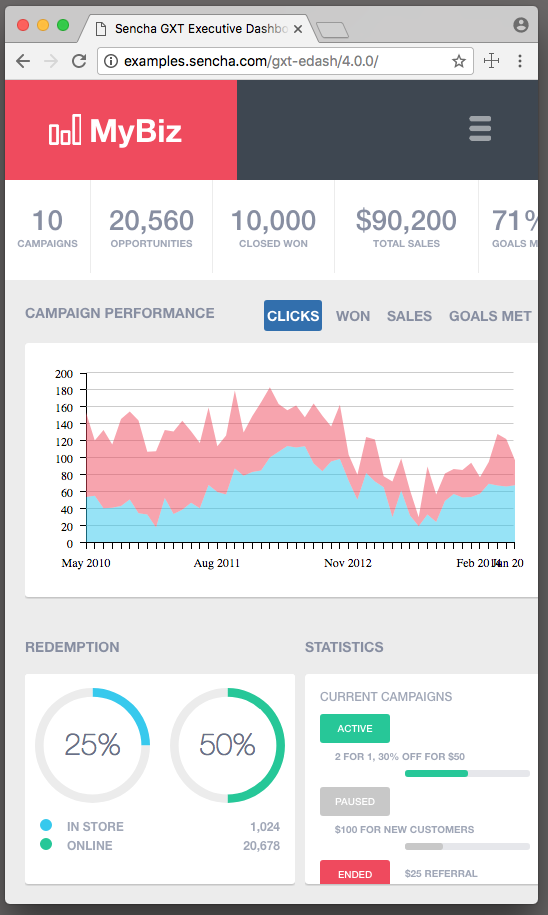 Sencha GXT Executive Dashbo
examples.sencha.com/gxt-edash/4.0.0/
MyBiz
10 20,560 10,000 $90,200 71%
CAMPAIGNS OPPORTUNITIES CLOSED WON TOTAL SALES GOALS M
CAMPAIGN PERFORMANCE CLICKS WON SALES GOALS MET
200
180
160
140
120
100
80
60
40
20
0
May 2010 Aug 2011 Nov 2012 Feb 2014 Jan 20
REDEMPTION STATISTICS
CURRENT CAMPAIGNS
ACTIVE
25% 50%
2 FOR 1, 30% OFF FOR $50
PAUSED
IN STORE 1,024
$100 FOR NEW CUSTOMERS
ONLINE 20,678
ENDED $25 REFERRAL